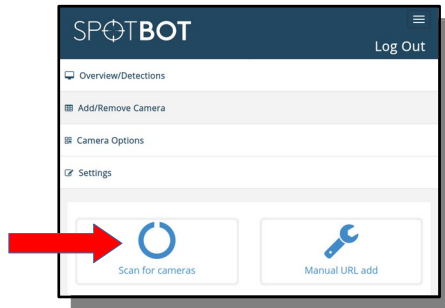 SPOTBOT
Log Out
Overview/Detections
Add/Remove Camera
Camera Options
Settings
Scan for cameras
Manual URL add